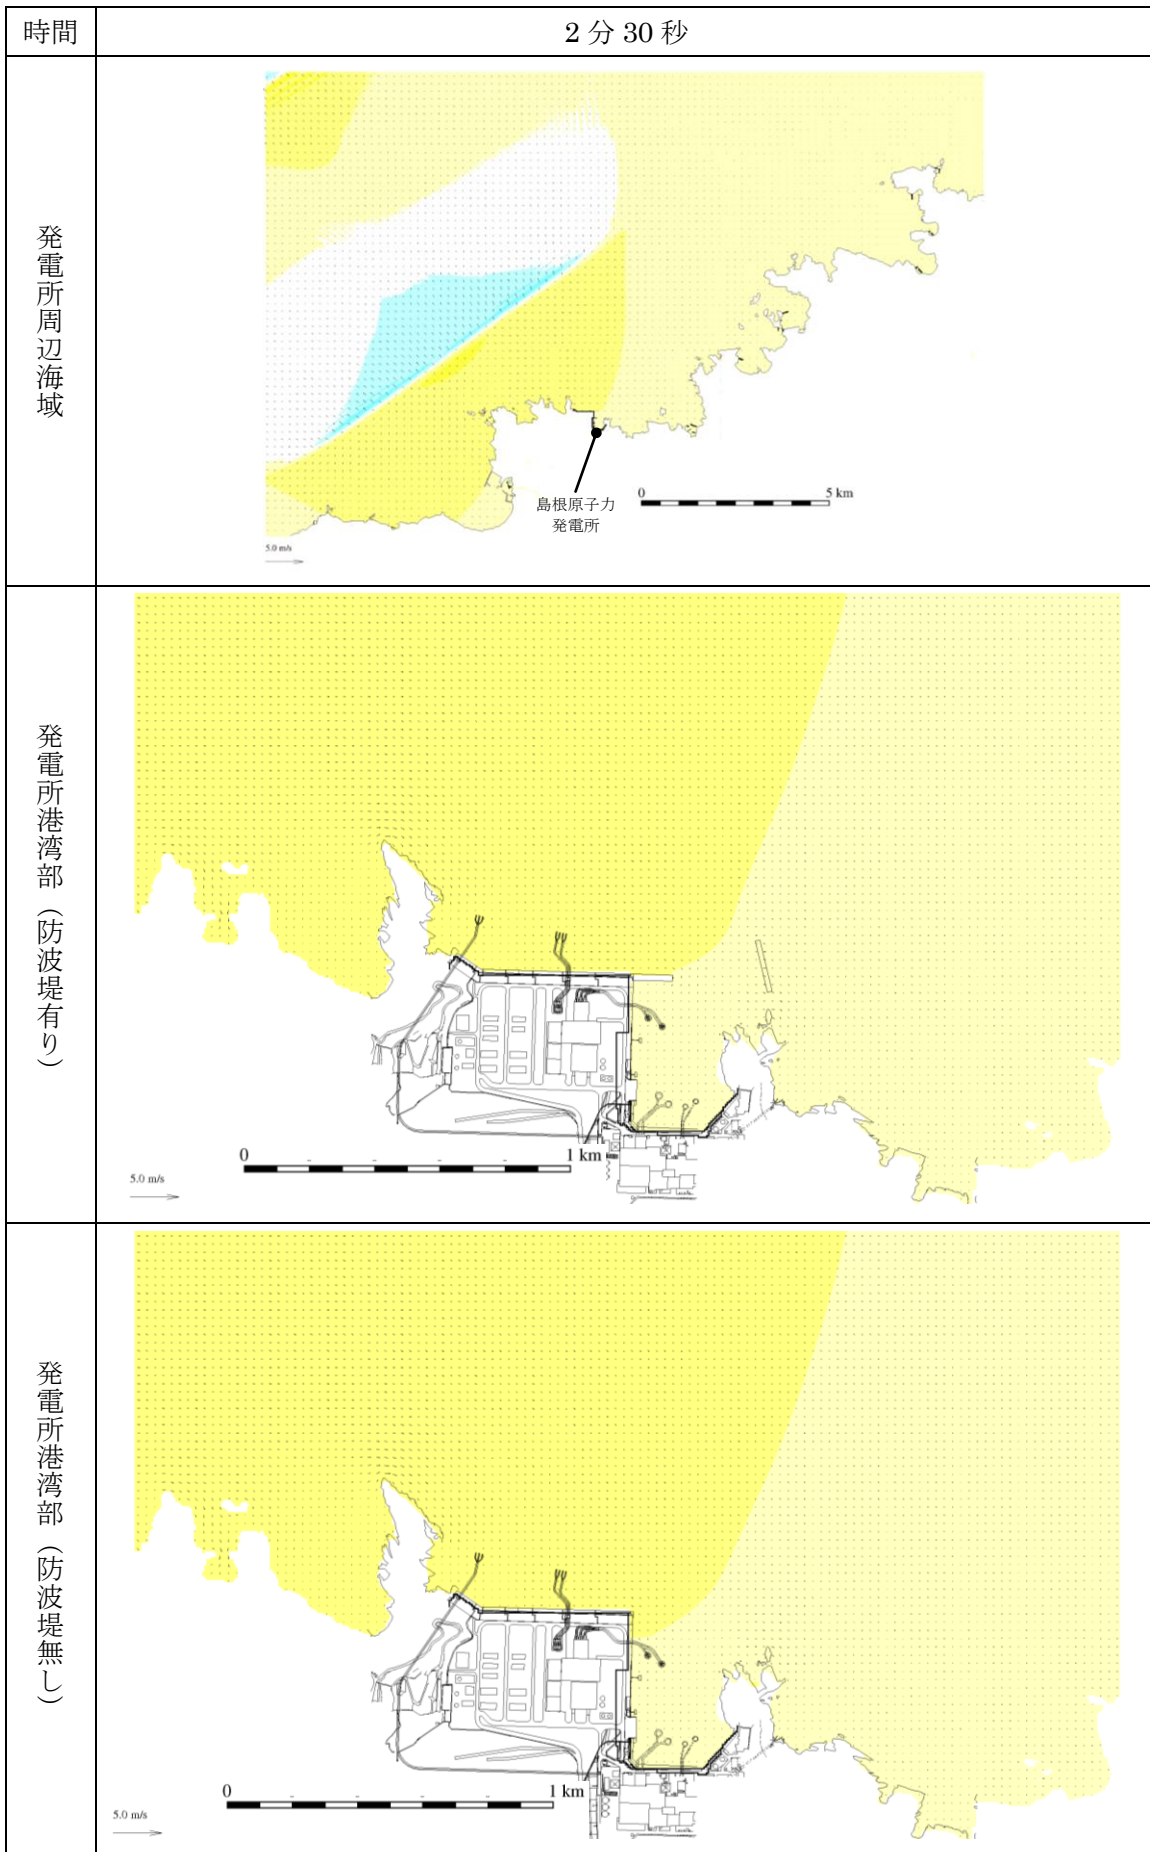 時間
2分30秒
発電所周辺海域
島根原子力
発電所
0 5 km
5.0 m/s
発電所港湾部（防波堤有り）
0 1 km
5.0 m/s
発電所港湾部（防波堤無し）
0 1 km
5.0 m/s